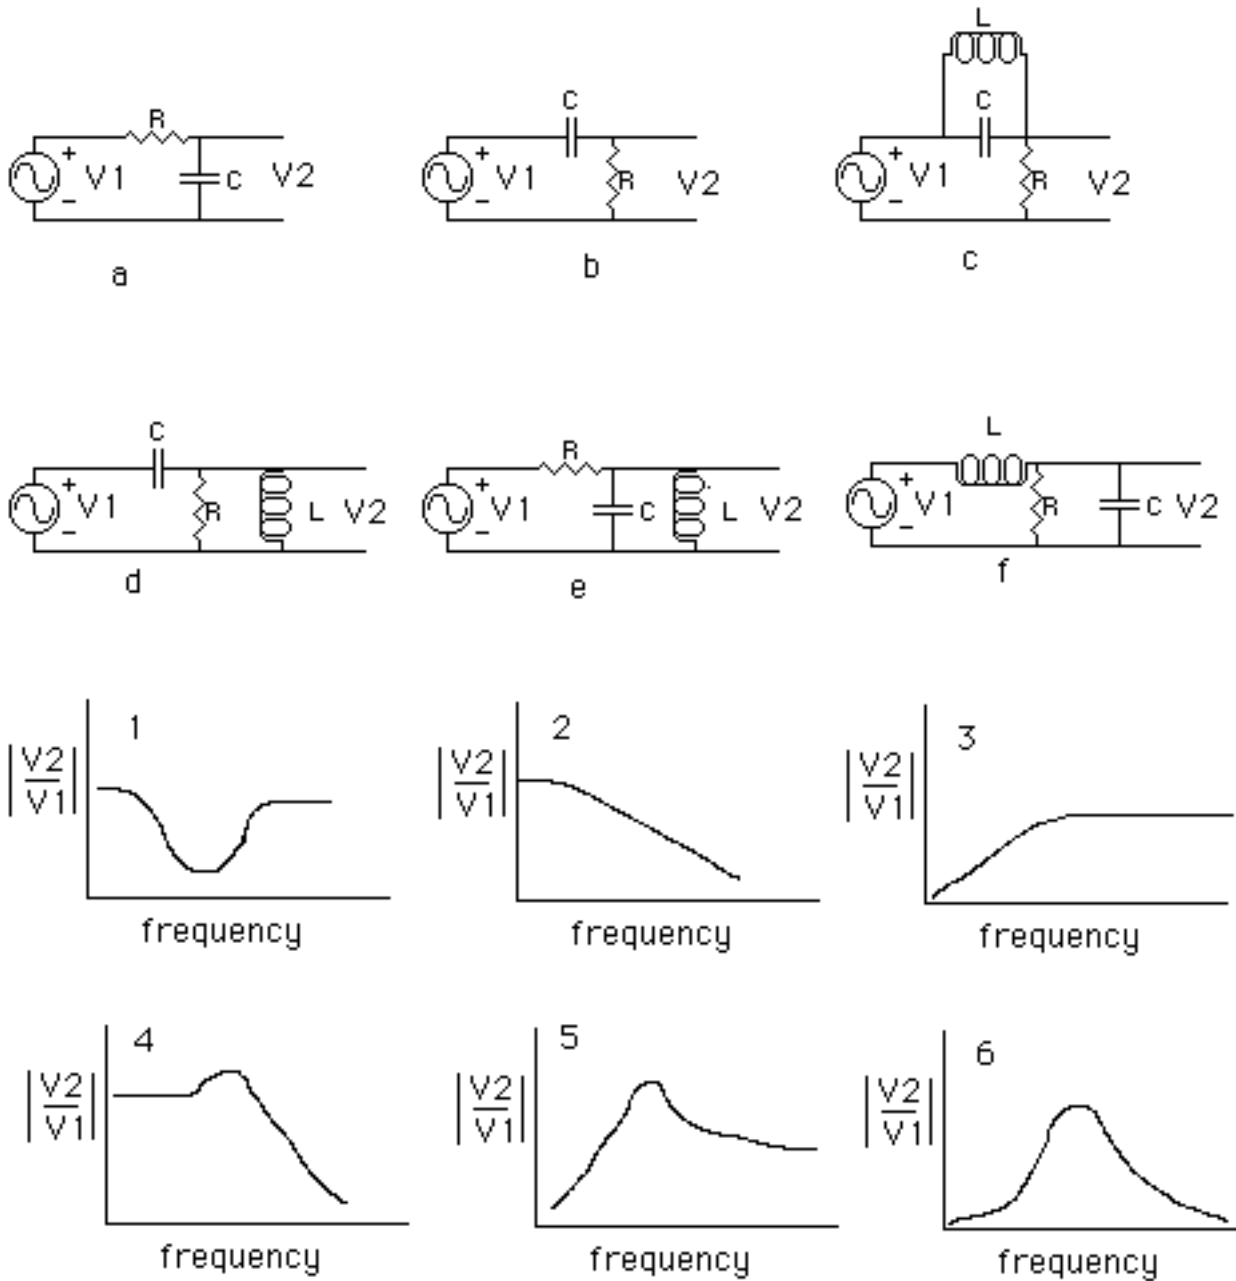 L
R
C
C
+
V1
C
V2
−
+
V1
R
V2
−
+
V1
R
V2
−
a
b
c
C
R
L
+
V1
R
L
V2
−
+
V1
C
L
V2
−
+
V1
R
C
V2
−
d
e
f
1
|V2/V1|
frequency
2
|V2/V1|
frequency
3
|V2/V1|
frequency
4
|V2/V1|
frequency
5
|V2/V1|
frequency
6
|V2/V1|
frequency